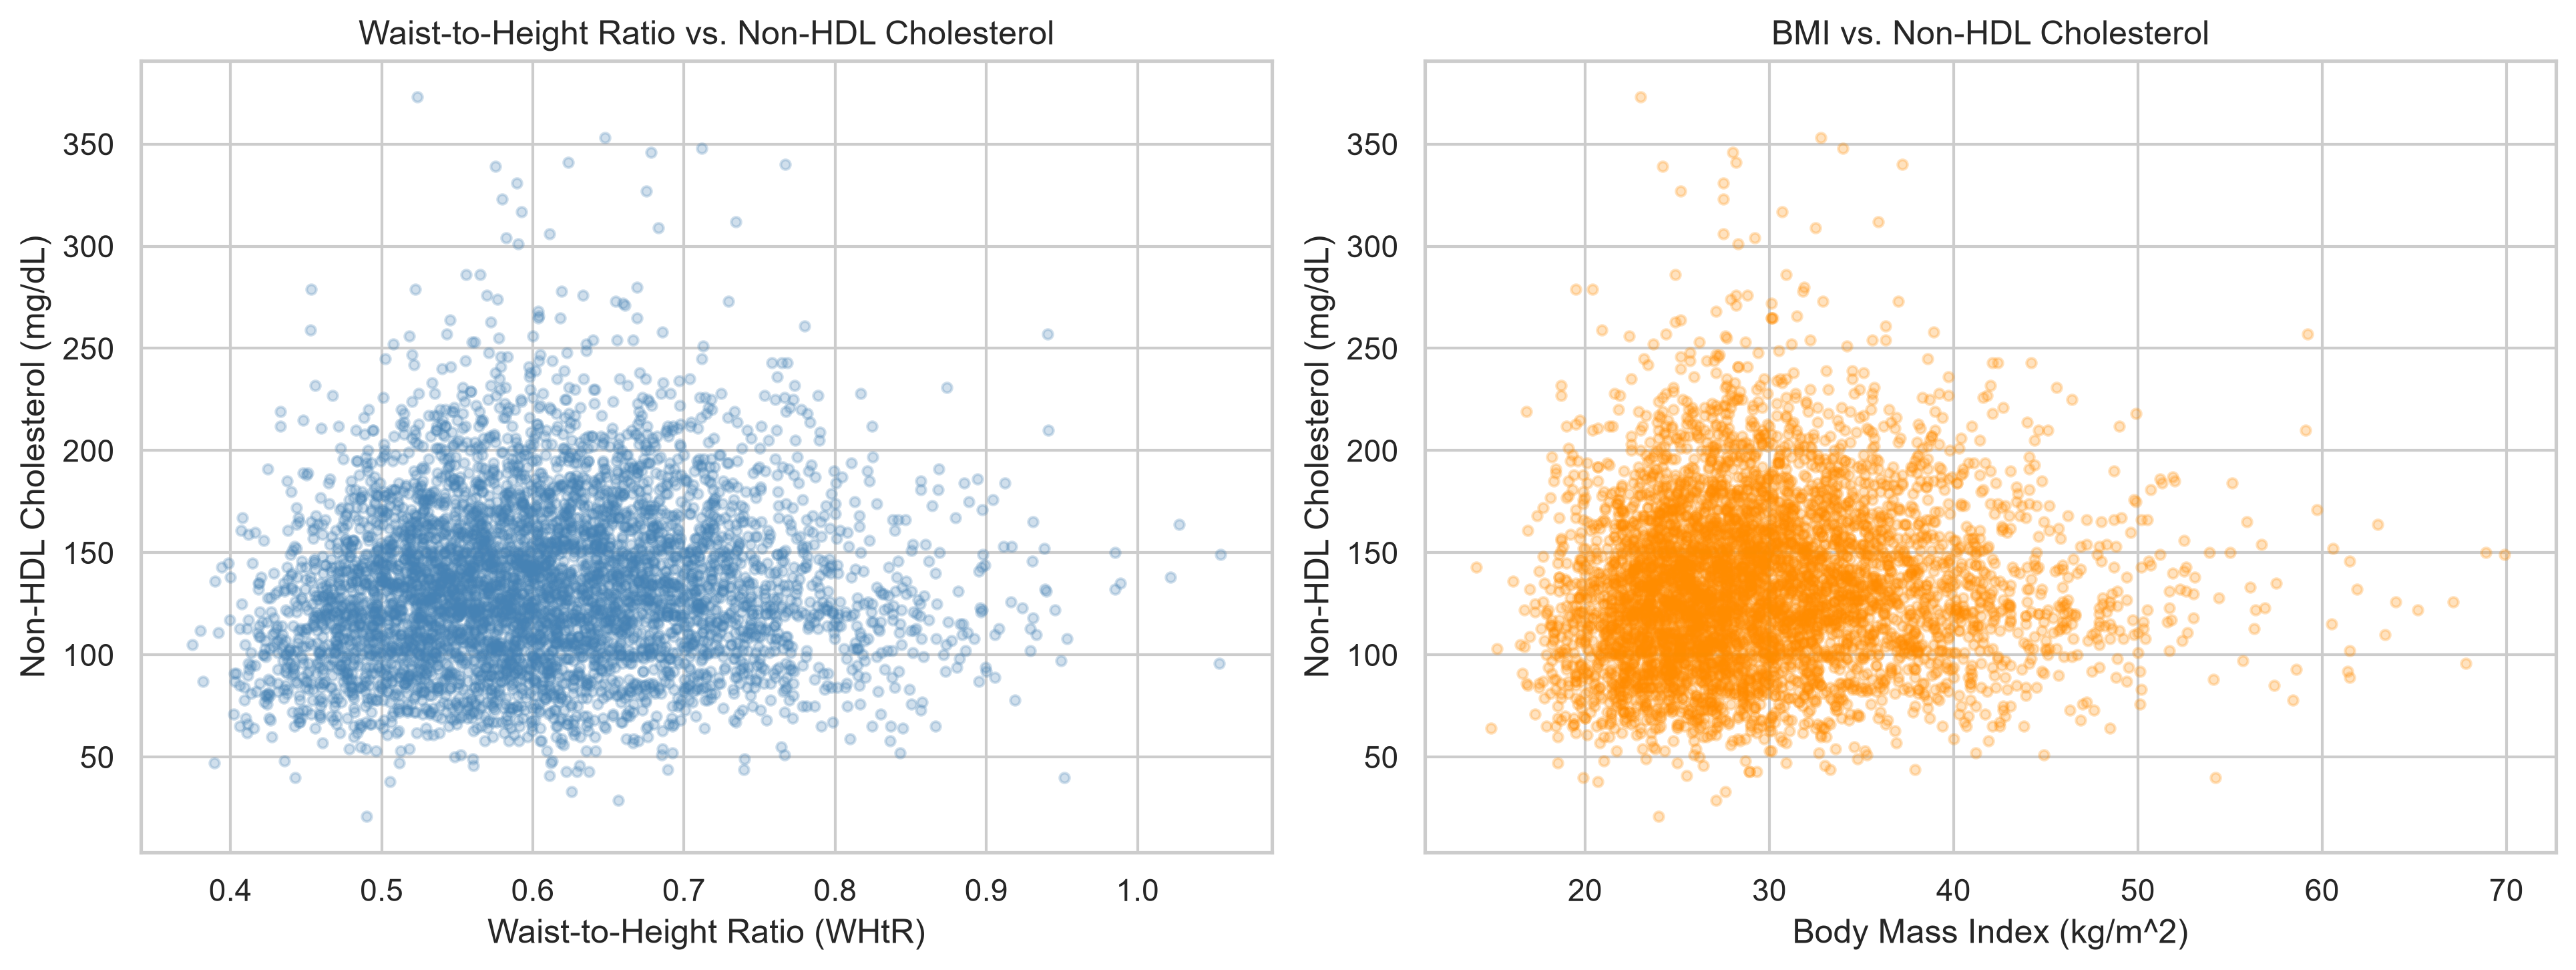 Waist-to-Height Ratio vs. Non-HDL Cholesterol
Non-HDL Cholesterol (mg/dL)
350
300
250
200
150
100
50
0.4 0.5 0.6 0.7 0.8 0.9 1.0
Waist-to-Height Ratio (WHtR)
BMI vs. Non-HDL Cholesterol
Non-HDL Cholesterol (mg/dL)
350
300
250
200
150
100
50
20 30 40 50 60 70
Body Mass Index (kg/m^2)